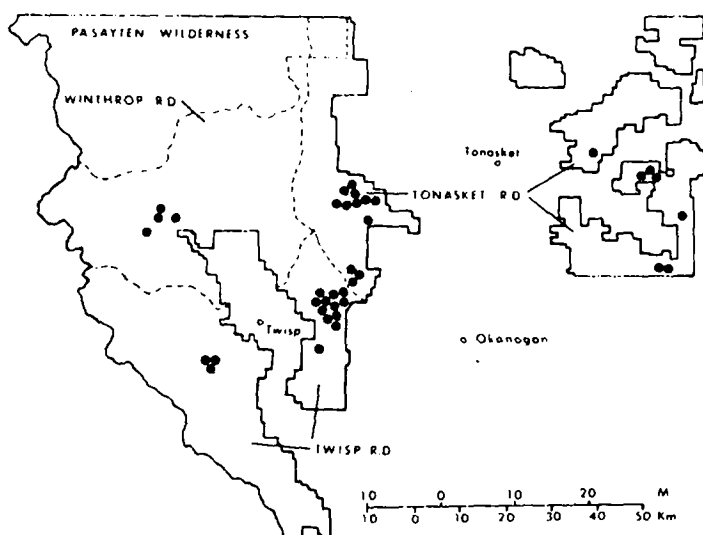 PASAYTEN WILDERNESS
WINTHROP R.D
Tonasket
TONASKET R.D
Twisp
Okanogan
TWISP R.D
10 0 10 20 M
10 0 10 20 30 40 50 Km